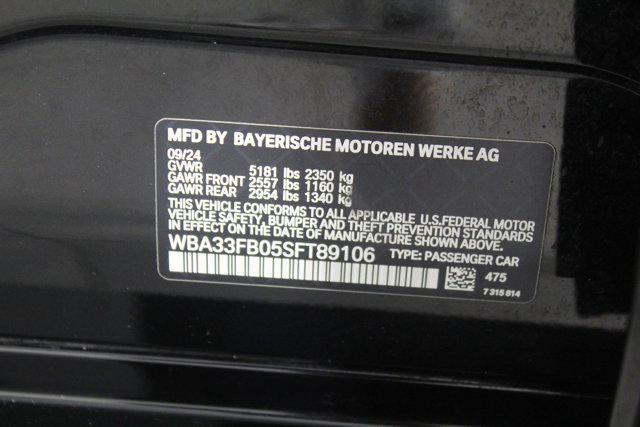 MFD BY BAYERISCHE MOTOREN WERKE AG
09/24
GVWR 5181 lbs 2350 kg
GAWR FRONT 2557 lbs 1160 kg
GAWR REAR 2954 lbs 1340 kg
THIS VEHICLE CONFORMS TO ALL APPLICABLE U.S.FEDERAL MOTOR
VEHICLE SAFETY, BUMPER AND THEFT PREVENTION STANDARDS
IN EFFECT ON THE DATE OF MANUFACTURE SHOWN ABOVE.
WBA33FB05SFT89106 TYPE: PASSENGER CAR
475
7 315 814